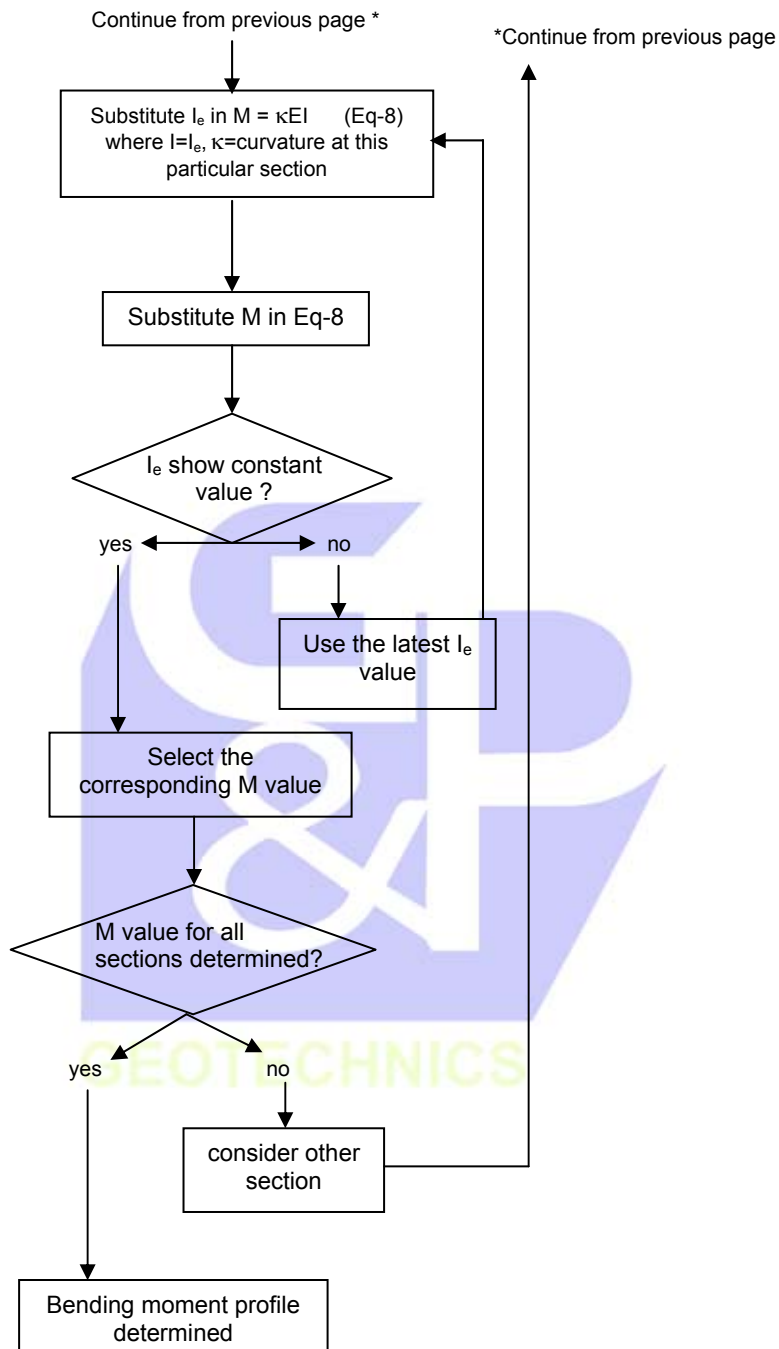 Continue from previous page *
*Continue from previous page
Substitute Iₑ in M = κEI (Eq-8)
where I=Iₑ, κ=curvature at this
particular section
Substitute M in Eq-8
Iₑ show constant
value ?
yes
no
Use the latest Iₑ
value
Select the
corresponding M value
M value for all
sections determined?
yes
no
consider other
section
Bending moment profile
determined
G&P
GEOTECHNICS